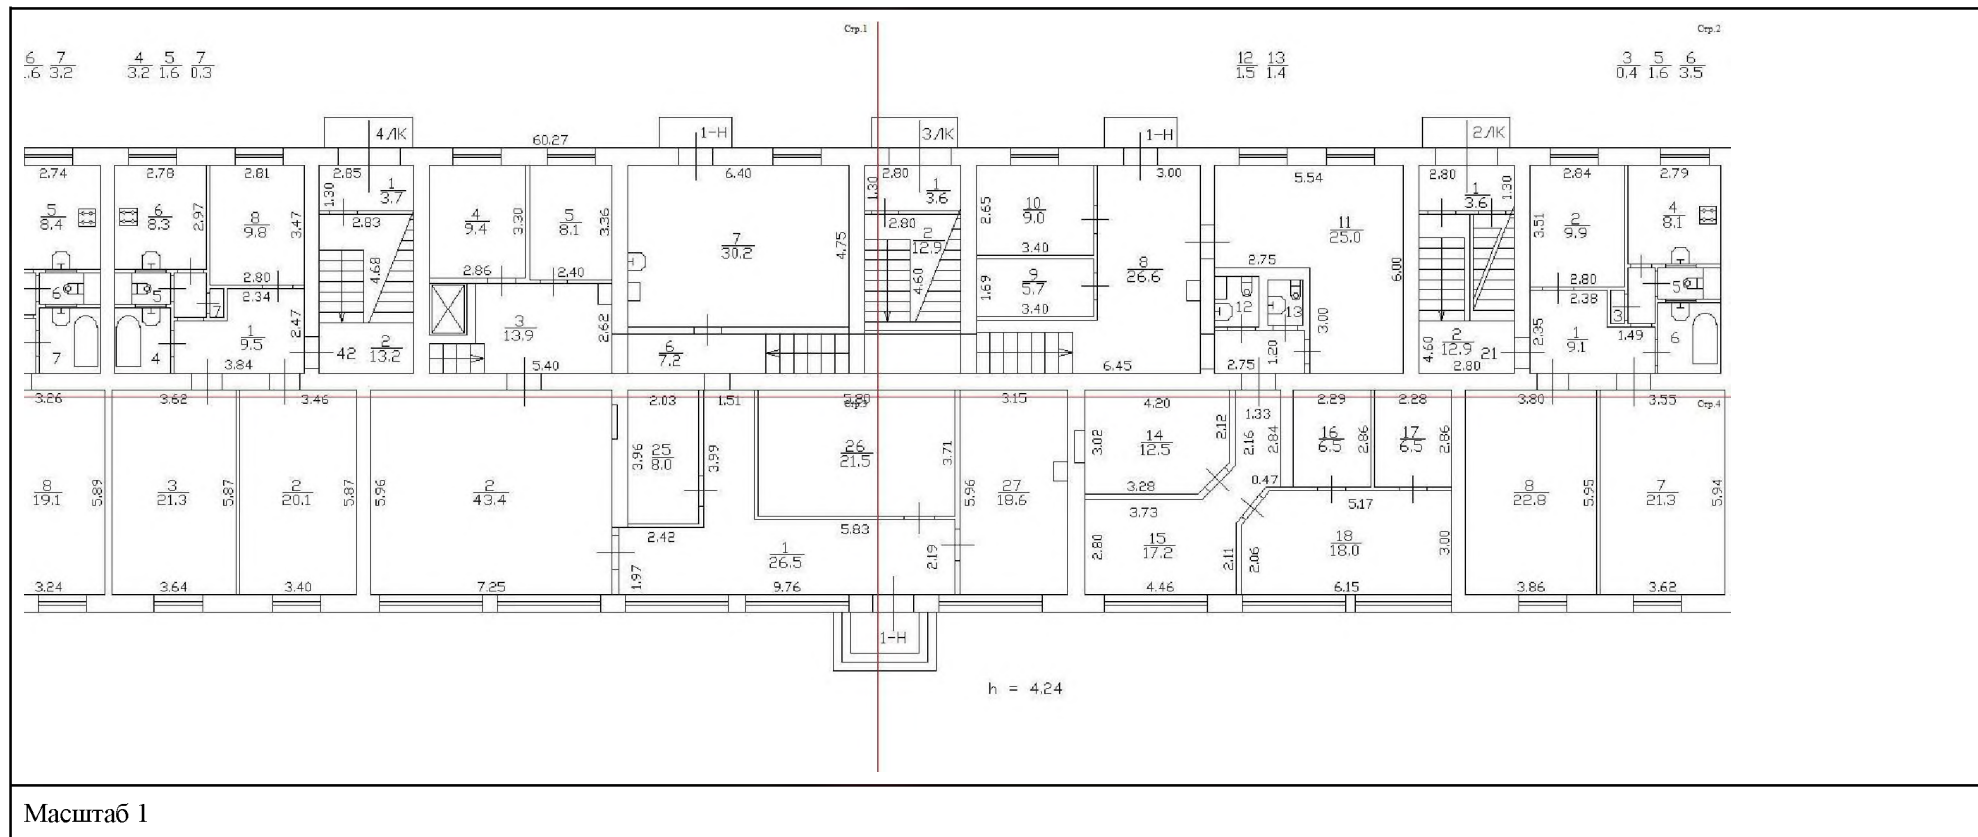 Стр.1 Стр.2
6 7 4 5 7 12 13 3 5 6
.6 3.2 3.2 1.6 0.3 1.5 1.4 0.4 1.6 3.5
4ЛК 1-Н 3ЛК 1-Н 2ЛК
60.27
2.74 2.78 2.81 2.85 6.40 2.80 3.00 5.54 2.80 2.84 2.79
1.30 1 3.7 1.30 1 3.6 1 3.6 1.30
5 8.4 6 8.3 2.97 8 9.8 3.47 2.83 4 9.4 3.30 5 8.1 3.36 7 30.2 4.75 2.80 2 12.9 2.65 10 9.0 11 25.0 3.51 2 9.9 4 8.1
3.40 8 26.6 2.75 6.00
2.80 4.68 2.86 2.40 4.60 1.69 9 5.7 2.80
6 5 7 2.34 3.40 12 13 3.00 2.38 5 3
7 4 1 9.5 2.47 42 2 13.2 3 13.9 2.62 6 7.2 1.20 4.60 2 12.9 21 2.35 1 9.1 1.49 6
3.84 5.40 6.45 2.75 2.80
3.26 3.62 3.46 2.03 1.51 Стр.3 3.15 4.20 1.33 2.29 2.28 3.80 3.55 Стр.4
8 19.1 5.89 3 21.3 5.87 2 20.1 5.87 5.96 2 43.4 3.96 25 8.0 3.99 26 21.5 3.71 5.96 27 18.6 3.02 14 12.5 2.12 2.16 2.84 16 6.5 2.86 17 6.5 2.86 8 22.8 5.95 7 21.3 5.94
3.28 0.47
2.42 5.83 3.73 5.17
1.97 1 26.5 2.19 2.80 15 17.2 2.11 2.06 18 18.0 3.00
3.24 3.64 3.40 7.25 9.76 4.46 6.15 3.86 3.62
1-Н
h = 4.24
Масштаб 1